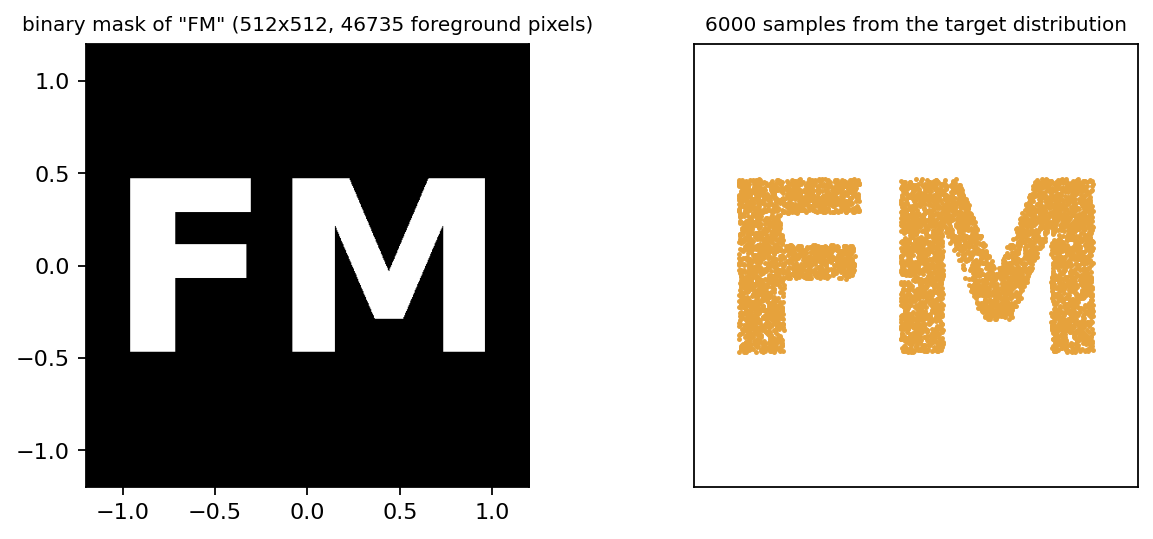 binary mask of "FM" (512x512, 46735 foreground pixels)
6000 samples from the target distribution
1.0
0.5
0.0
−0.5
−1.0
FM
FM
−1.0 −0.5 0.0 0.5 1.0